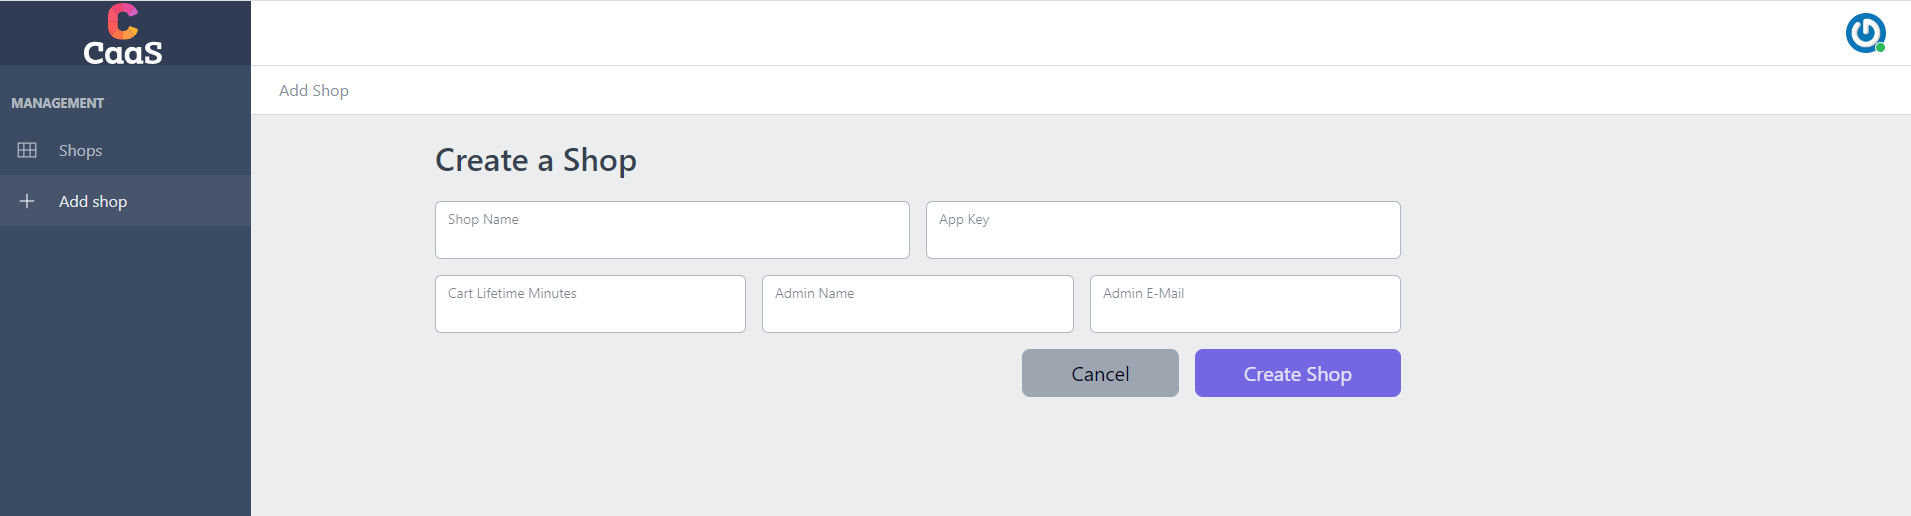 C
CaaS
MANAGEMENT
Shops
Add shop
Add Shop
Create a Shop
Shop Name
App Key
Cart Lifetime Minutes
Admin Name
Admin E-Mail
Cancel
Create Shop